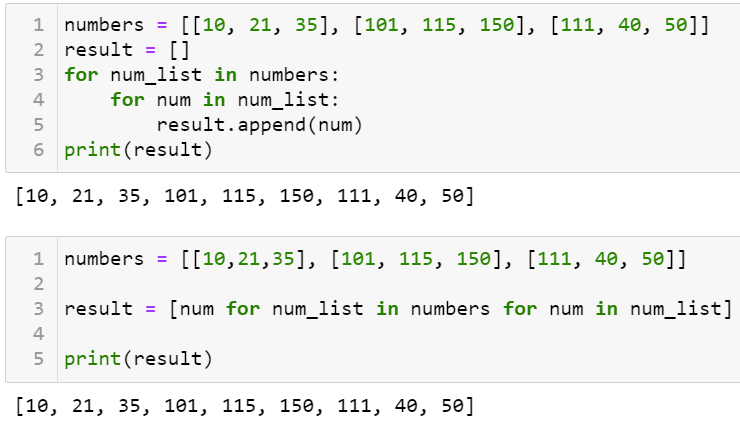 1 numbers = [[10, 21, 35], [101, 115, 150], [111, 40, 50]]
2 result = []
3 for num_list in numbers:
4     for num in num_list:
5         result.append(num)
6 print(result)
[10, 21, 35, 101, 115, 150, 111, 40, 50]
1 numbers = [[10,21,35], [101, 115, 150], [111, 40, 50]]
2
3 result = [num for num_list in numbers for num in num_list]
4
5 print(result)
[10, 21, 35, 101, 115, 150, 111, 40, 50]